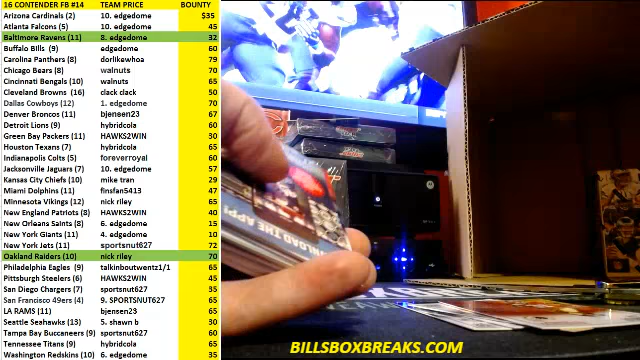 16 CONTENDER FB #14 TEAM PRICE BOUNTY
Arizona Cardinals (2) 10. edgedome $35
Atlanta Falcons (5) 10. edgedome 45
Baltimore Ravens (11) 8. edgedome 32
Buffalo Bills (9) edgedome 60
Carolina Panthers (8) dorlikewhoa 79
Chicago Bears (8) walnuts 70
Cincinnati Bengals (10) walnuts 65
Cleveland Browns (16) clack clack 50
Dallas Cowboys (12) 1. edgedome 70
Denver Broncos (11) bjensen23 67
Detroit Lions (9) hybridcola 60
Green Bay Packers (11) HAWKS2WIN 30
Houston Texans (7) hybridcola 65
Indianapolis Colts (5) foreverroyal 60
Jacksonville Jaguars (7) 10. edgedome 57
Kansas City Chiefs (10) mike tran 29
Miami Dolphins (11) finsfan5413 47
Minnesota Vikings (12) nick riley 65
New England Patriots (8) HAWKS2WIN 40
New Orleans Saints (8) 6. edgedome 15
New York Giants (11) 4. edgedome 10
New York Jets (11) sportsnut627 72
Oakland Raiders (10) nick riley 70
Philadelphia Eagles (9) talkinboutwentz1/1 65
Pittsburgh Steelers (6) HAWKS2WIN 45
San Diego Chargers (7) sportsnut627 35
San Francisco 49ers (4) 9. SPORTSNUT627 65
LA RAMS (11) bjensen23 65
Seattle Seahawks (13) 5. shawn b 30
Tampa Bay Buccaneers (9) sportsnut627 60
Tennessee Titans (9) hybridcola 65
Washington Redskins (10) 6. edgedome 35
BILLSBOXBREAKS.COM